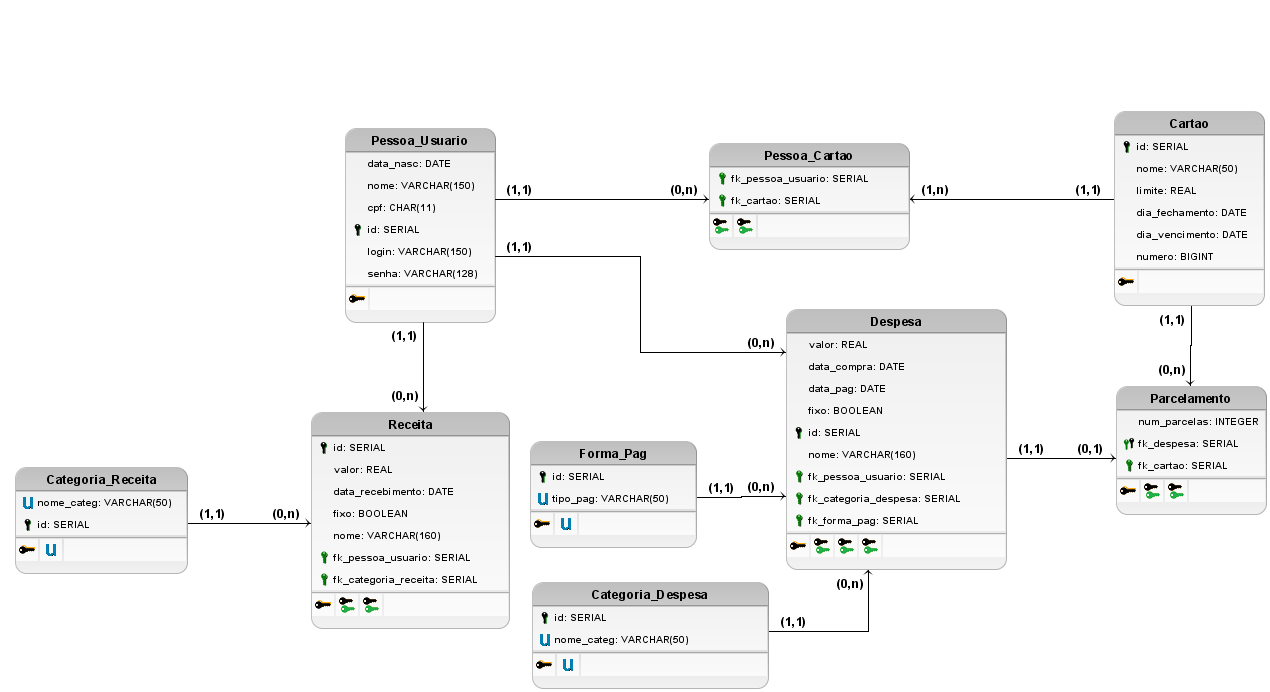 Pessoa_Usuario
data_nasc: DATE
nome: VARCHAR(150)
cpf: CHAR(11)
id: SERIAL
login: VARCHAR(150)
senha: VARCHAR(128)
(1,1)
(0,n)
(1,1)
(0,n)
(1,1)
(0,n)
Pessoa_Cartao
fk_pessoa_usuario: SERIAL
fk_cartao: SERIAL
(1,n)
(1,1)
Cartao
id: SERIAL
nome: VARCHAR(50)
limite: REAL
dia_fechamento: DATE
dia_vencimento: DATE
numero: BIGINT
(1,1)
(0,n)
Despesa
valor: REAL
data_compra: DATE
data_pag: DATE
fixo: BOOLEAN
id: SERIAL
nome: VARCHAR(160)
fk_pessoa_usuario: SERIAL
fk_categoria_despesa: SERIAL
fk_forma_pag: SERIAL
(1,1)
(0,1)
Parcelamento
num_parcelas: INTEGER
fk_despesa: SERIAL
fk_cartao: SERIAL
Receita
id: SERIAL
valor: REAL
data_recebimento: DATE
fixo: BOOLEAN
nome: VARCHAR(160)
fk_pessoa_usuario: SERIAL
fk_categoria_receita: SERIAL
Categoria_Receita
U nome_categ: VARCHAR(50)
id: SERIAL
U
(1,1)
(0,n)
Forma_Pag
id: SERIAL
U tipo_pag: VARCHAR(50)
U
(1,1)
(0,n)
Categoria_Despesa
id: SERIAL
U nome_categ: VARCHAR(50)
U
(1,1)
(0,n)